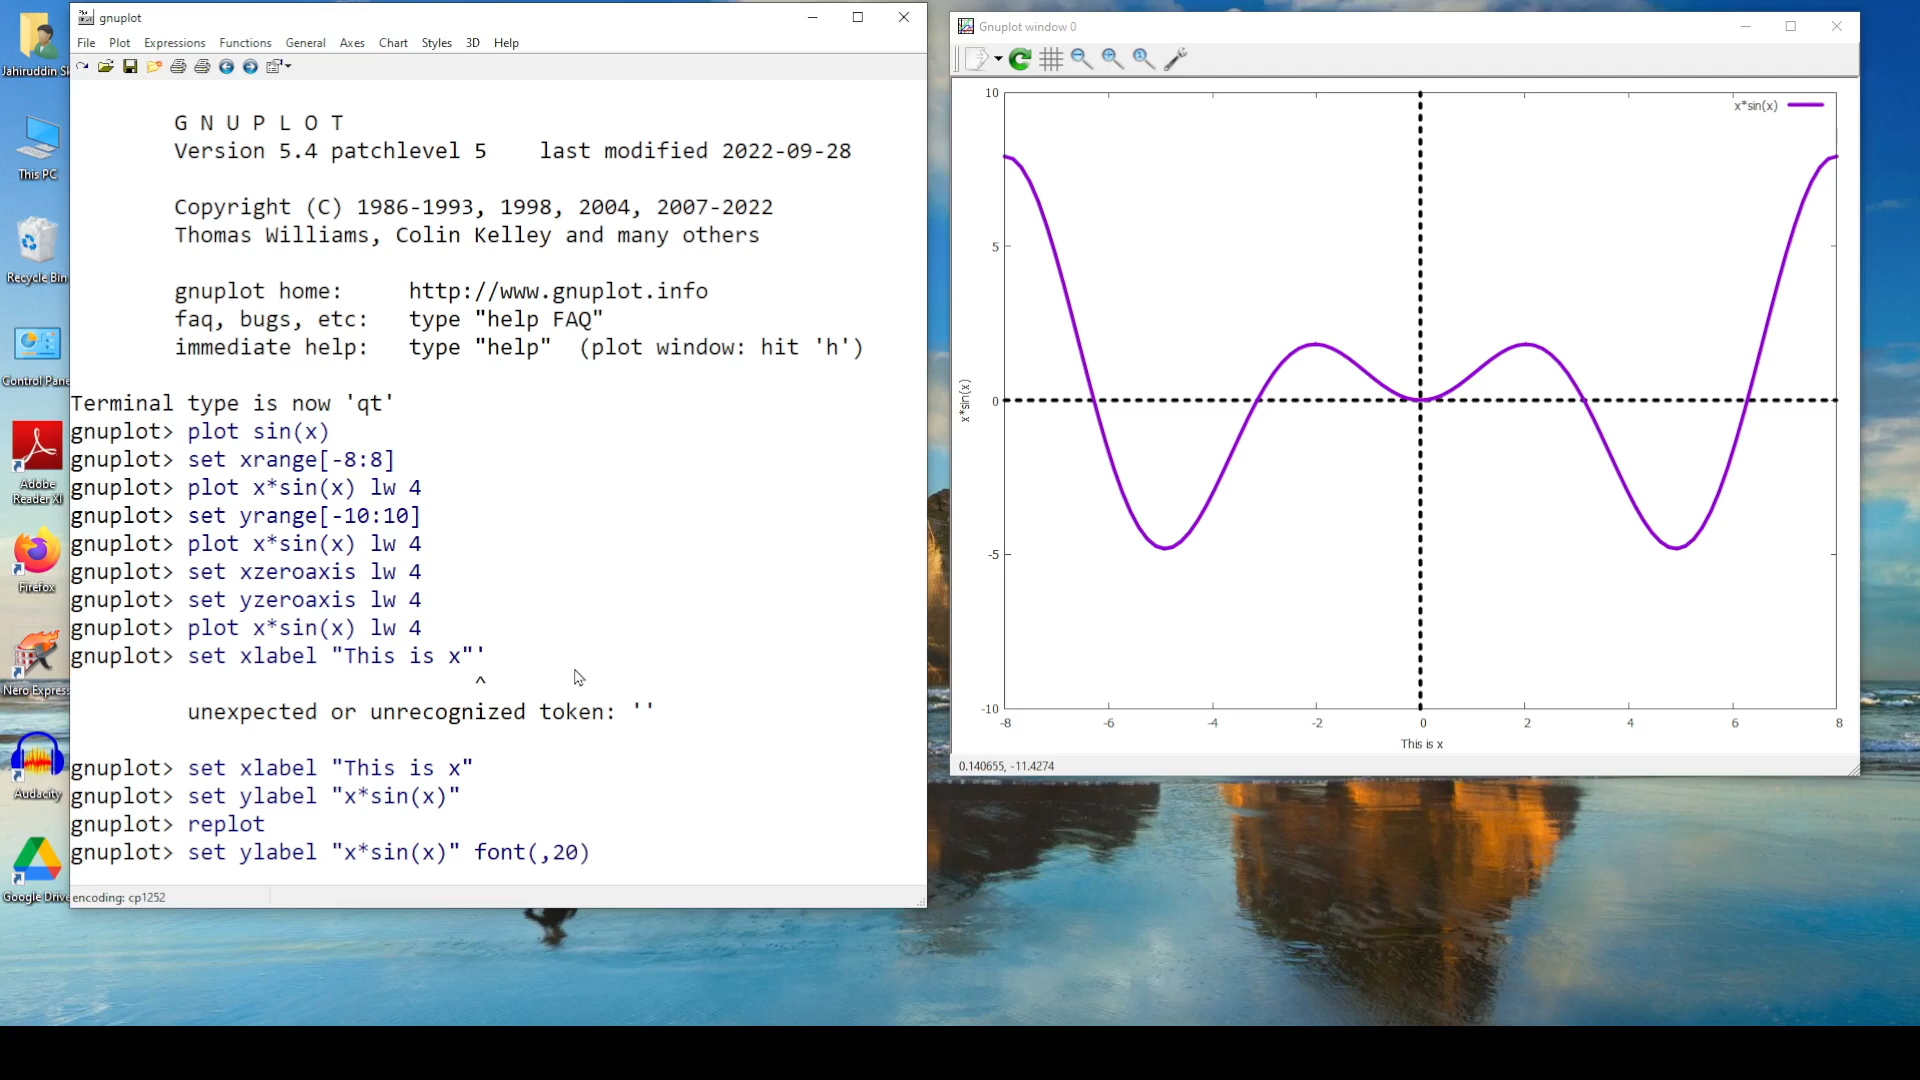 Jahiruddin Sk
This PC
Recycle Bin
Control Pane
Adobe
Reader XI
Firefox
Nero Express
Audacity
Google Drive
gnuplot
File Plot Expressions Functions General Axes Chart Styles 3D Help
G N U P L O T
Version 5.4 patchlevel 5 last modified 2022-09-28
Copyright (C) 1986-1993, 1998, 2004, 2007-2022
Thomas Williams, Colin Kelley and many others
gnuplot home: http://www.gnuplot.info
faq, bugs, etc: type "help FAQ"
immediate help: type "help" (plot window: hit 'h')
Terminal type is now 'qt'
gnuplot> plot sin(x)
gnuplot> set xrange[-8:8]
gnuplot> plot x*sin(x) lw 4
gnuplot> set yrange[-10:10]
gnuplot> plot x*sin(x) lw 4
gnuplot> set xzeroaxis lw 4
gnuplot> set yzeroaxis lw 4
gnuplot> plot x*sin(x) lw 4
gnuplot> set xlabel "This is x"'
^
unexpected or unrecognized token: ''
gnuplot> set xlabel "This is x"
gnuplot> set ylabel "x*sin(x)"
gnuplot> replot
gnuplot> set ylabel "x*sin(x)" font(,20)
encoding: cp1252
Gnuplot window 0
x*sin(x)
10
5
0
-5
-10
x*sin(x)
-8 -6 -4 -2 0 2 4 6 8
This is x
0.140655, -11.4274